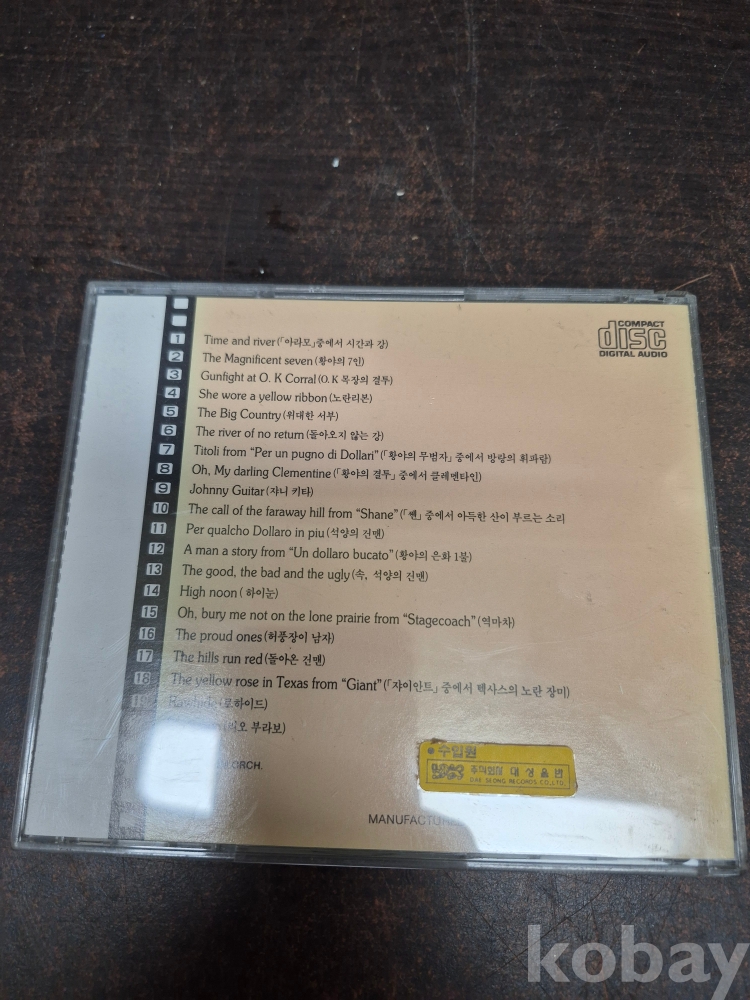 COMPACT
disc
DIGITAL AUDIO
1 Time and river(「아라모」중에서 시간과 강)
2 The Magnificent seven(황야의 7인)
3 Gunfight at O. K Corral(O. K 목장의 결투)
4 She wore a yellow ribbon(노란리본)
5 The Big Country(위대한 서부)
6 The river of no return(돌아오지 않는 강)
7 Titoli from “Per un pugno di Dollari”(「황야의 무법자」 중에서 방랑의 휘파람)
8 Oh, My darling Clementine(「황야의 결투」중에서 클레멘타인)
9 Johnny Guitar(쟈니 키타)
10 The call of the faraway hill from “Shane”(「쎈」중에서 아득한 산이 부르는 소리
11 Per qualcho Dollaro in piu(석양의 건맨)
12 A man a story from “Un dollaro bucato”(황야의 은화 1불)
13 The good, the bad and the ugly(속, 석양의 건맨)
14 High noon( 하이눈)
15 Oh, bury me not on the lone prairie from “Stagecoach”(역마차)
16 The proud ones(허풍장이 남자)
17 The hills run red(돌아온 건맨)
18 The yellow rose in Texas from “Giant”(「쟈이안트」중에서 텍사스의 노란 장미)
로하이드)
부라보)
ORCH.
수입원
주식회사 대성음반
DAE SEONG RECORDS CO., LTD.
MANUFACTURE
kobay